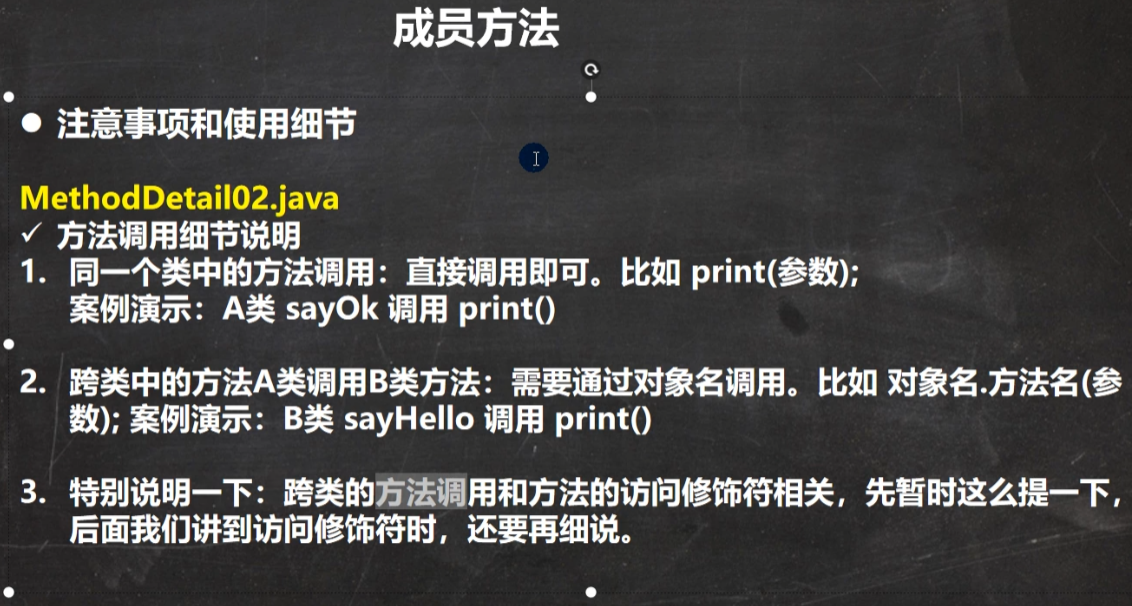 成员方法
● 注意事项和使用细节
MethodDetail02.java
✓ 方法调用细节说明
1. 同一个类中的方法调用：直接调用即可。比如 print(参数);
案例演示：A类 sayOk 调用 print()
2. 跨类中的方法A类调用B类方法：需要通过对象名调用。比如 对象名.方法名(参
数); 案例演示：B类 sayHello 调用 print()
3. 特别说明一下：跨类的方法调用和方法的访问修饰符相关，先暂时这么提一下，
后面我们讲到访问修饰符时，还要再细说。